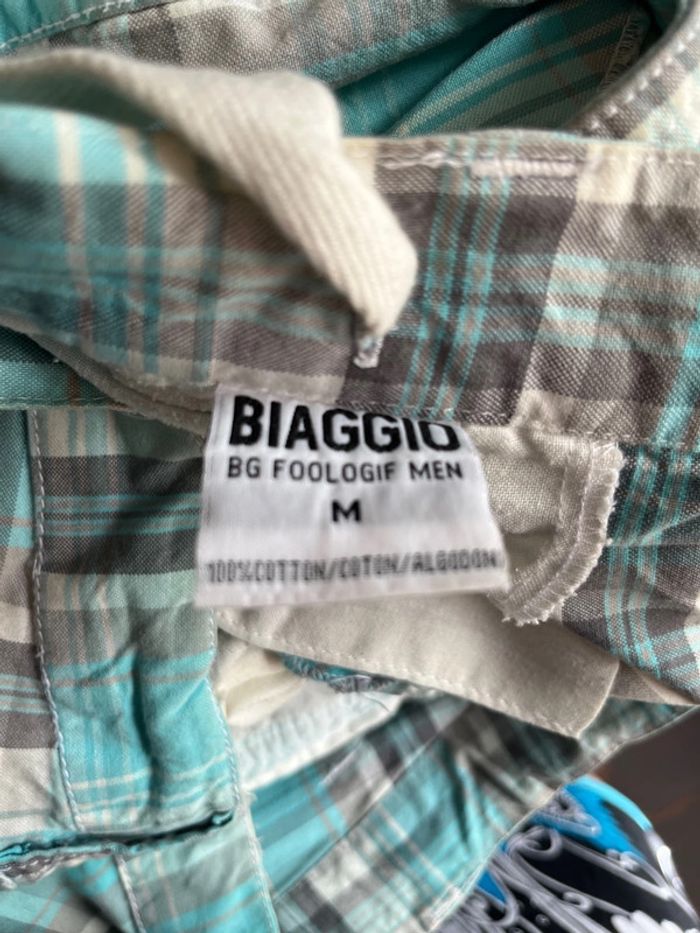 BIAGGIO
BG FOOLOGIF MEN
M
100%COTTON/COTON/ALGODON